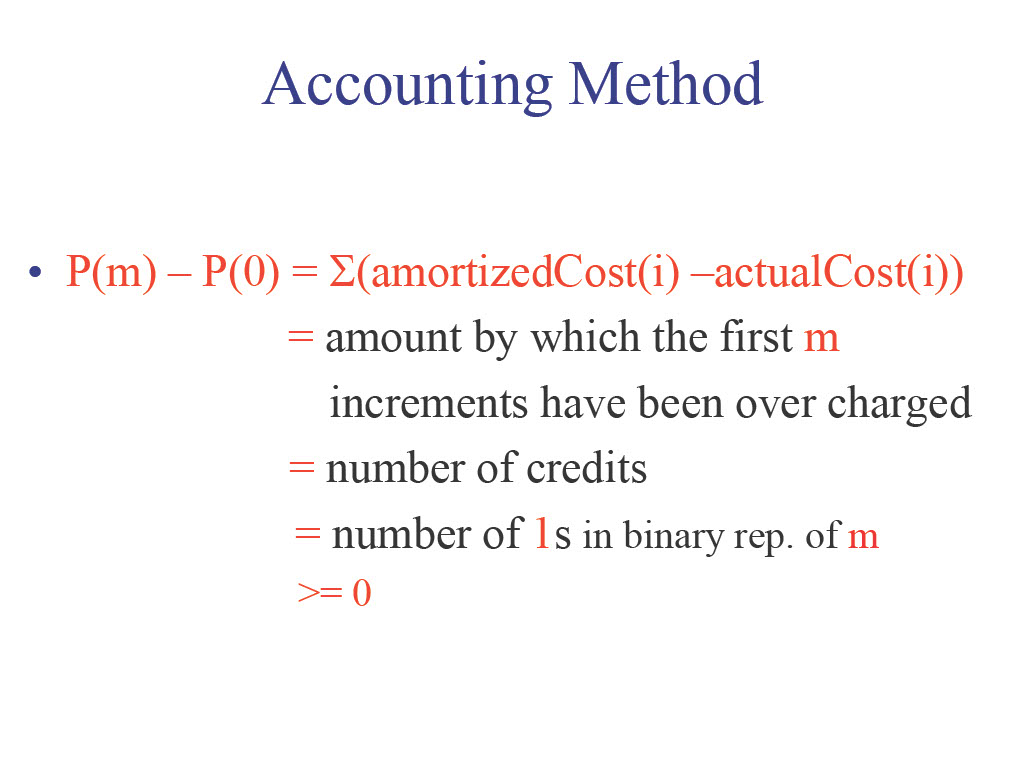 Accounting Method
• P(m) – P(0) = Σ(amortizedCost(i) –actualCost(i))
= amount by which the first m
increments have been over charged
= number of credits
= number of 1s in binary rep. of m
>= 0